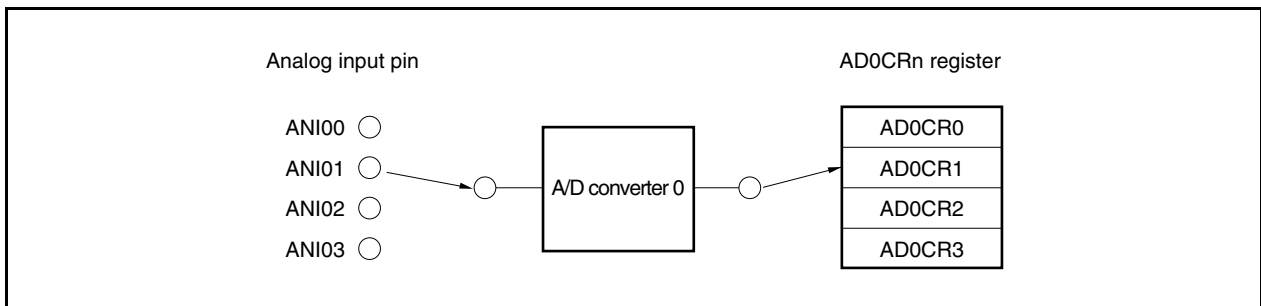 Analog input pin
AD0CRn register
ANI00
ANI01
ANI02
ANI03
A/D converter 0
AD0CR0
AD0CR1
AD0CR2
AD0CR3